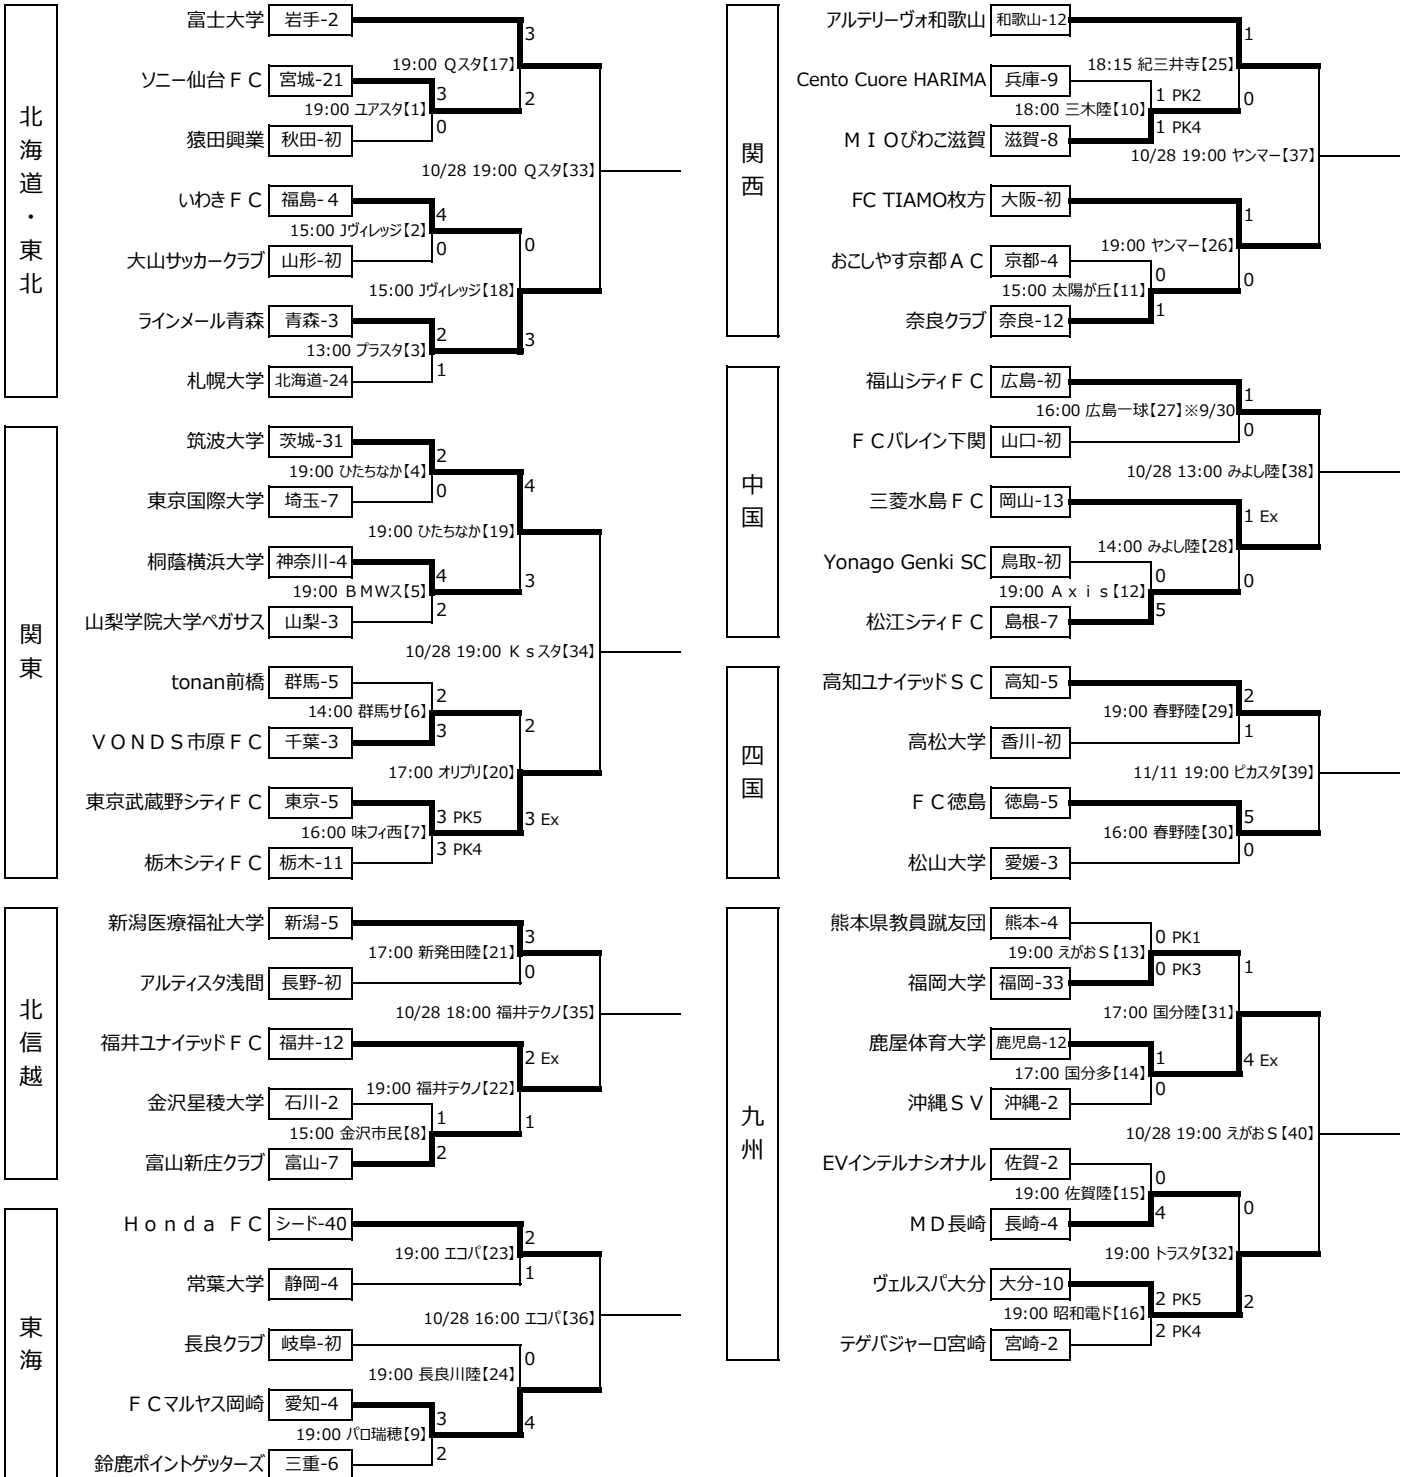 北海道・東北
富士大学 岩手-2
3
19:00 Qスタ【17】
ソニー仙台ＦＣ 宮城-21
3
2
19:00 ユアスタ【1】
0
猿田興業 秋田-初
10/28 19:00 Qスタ【33】
いわきＦＣ 福島-4
4
15:00 Jヴィレッジ【2】
0
0
大山サッカークラブ 山形-初
15:00 Jヴィレッジ【18】
ラインメール青森 青森-3
2
3
13:00 プラスタ【3】
1
札幌大学 北海道-24
関東
筑波大学 茨城-31
2
19:00 ひたちなか【4】
0
4
東京国際大学 埼玉-7
19:00 ひたちなか【19】
桐蔭横浜大学 神奈川-4
4
3
19:00 ＢＭＷス【5】
2
山梨学院大学ペガサス 山梨-3
10/28 19:00 Ｋｓスタ【34】
tonan前橋 群馬-5
2
14:00 群馬サ【6】
3
2
ＶＯＮＤＳ市原ＦＣ 千葉-3
17:00 オリプリ【20】
東京武蔵野シティＦＣ 東京-5
3 PK5
3 Ex
16:00 味フィ西【7】
3 PK4
栃木シティＦＣ 栃木-11
北信越
新潟医療福祉大学 新潟-5
3
17:00 新発田陸【21】
0
アルティスタ浅間 長野-初
10/28 18:00 福井テクノ【35】
福井ユナイテッドＦＣ 福井-12
2 Ex
19:00 福井テクノ【22】
金沢星稜大学 石川-2
1
1
15:00 金沢市民【8】
2
富山新庄クラブ 富山-7
東海
Ｈｏｎｄａ ＦＣ シード-40
2
19:00 エコパ【23】
1
常葉大学 静岡-4
10/28 16:00 エコパ【36】
長良クラブ 岐阜-初
0
19:00 長良川陸【24】
ＦＣマルヤス岡崎 愛知-4
3
4
19:00 パロ瑞穂【9】
2
鈴鹿ポイントゲッターズ 三重-6
関西
アルテリーヴォ和歌山 和歌山-12
1
18:15 紀三井寺【25】
Cento Cuore HARIMA 兵庫-9
1 PK2
0
18:00 三木陸【10】
1 PK4
ＭＩＯびわこ滋賀 滋賀-8
10/28 19:00 ヤンマー【37】
FC TIAMO枚方 大阪-初
1
19:00 ヤンマー【26】
おこしやす京都ＡＣ 京都-4
0
0
15:00 太陽が丘【11】
1
奈良クラブ 奈良-12
中国
福山シティＦＣ 広島-初
1
16:00 広島一球【27】※9/30
0
ＦＣバレイン下関 山口-初
10/28 13:00 みよし陸【38】
三菱水島ＦＣ 岡山-13
1 Ex
14:00 みよし陸【28】
Yonago Genki SC 鳥取-初
0
0
19:00 Ａｘｉｓ【12】
5
松江シティＦＣ 島根-7
四国
高知ユナイテッドＳＣ 高知-5
2
19:00 春野陸【29】
1
高松大学 香川-初
11/11 19:00 ピカスタ【39】
ＦＣ徳島 徳島-5
5
16:00 春野陸【30】
0
松山大学 愛媛-3
九州
熊本県教員蹴友団 熊本-4
0 PK1
19:00 えがおＳ【13】
0 PK3
1
福岡大学 福岡-33
17:00 国分陸【31】
鹿屋体育大学 鹿児島-12
1
4 Ex
17:00 国分多【14】
0
沖縄ＳＶ 沖縄-2
10/28 19:00 えがおＳ【40】
EVインテルナシオナル 佐賀-2
0
19:00 佐賀陸【15】
4
0
ＭＤ長崎 長崎-4
19:00 トラスタ【32】
ヴェルスパ大分 大分-10
2 PK5
2
19:00 昭和電ド【16】
2 PK4
テゲバジャーロ宮崎 宮崎-2